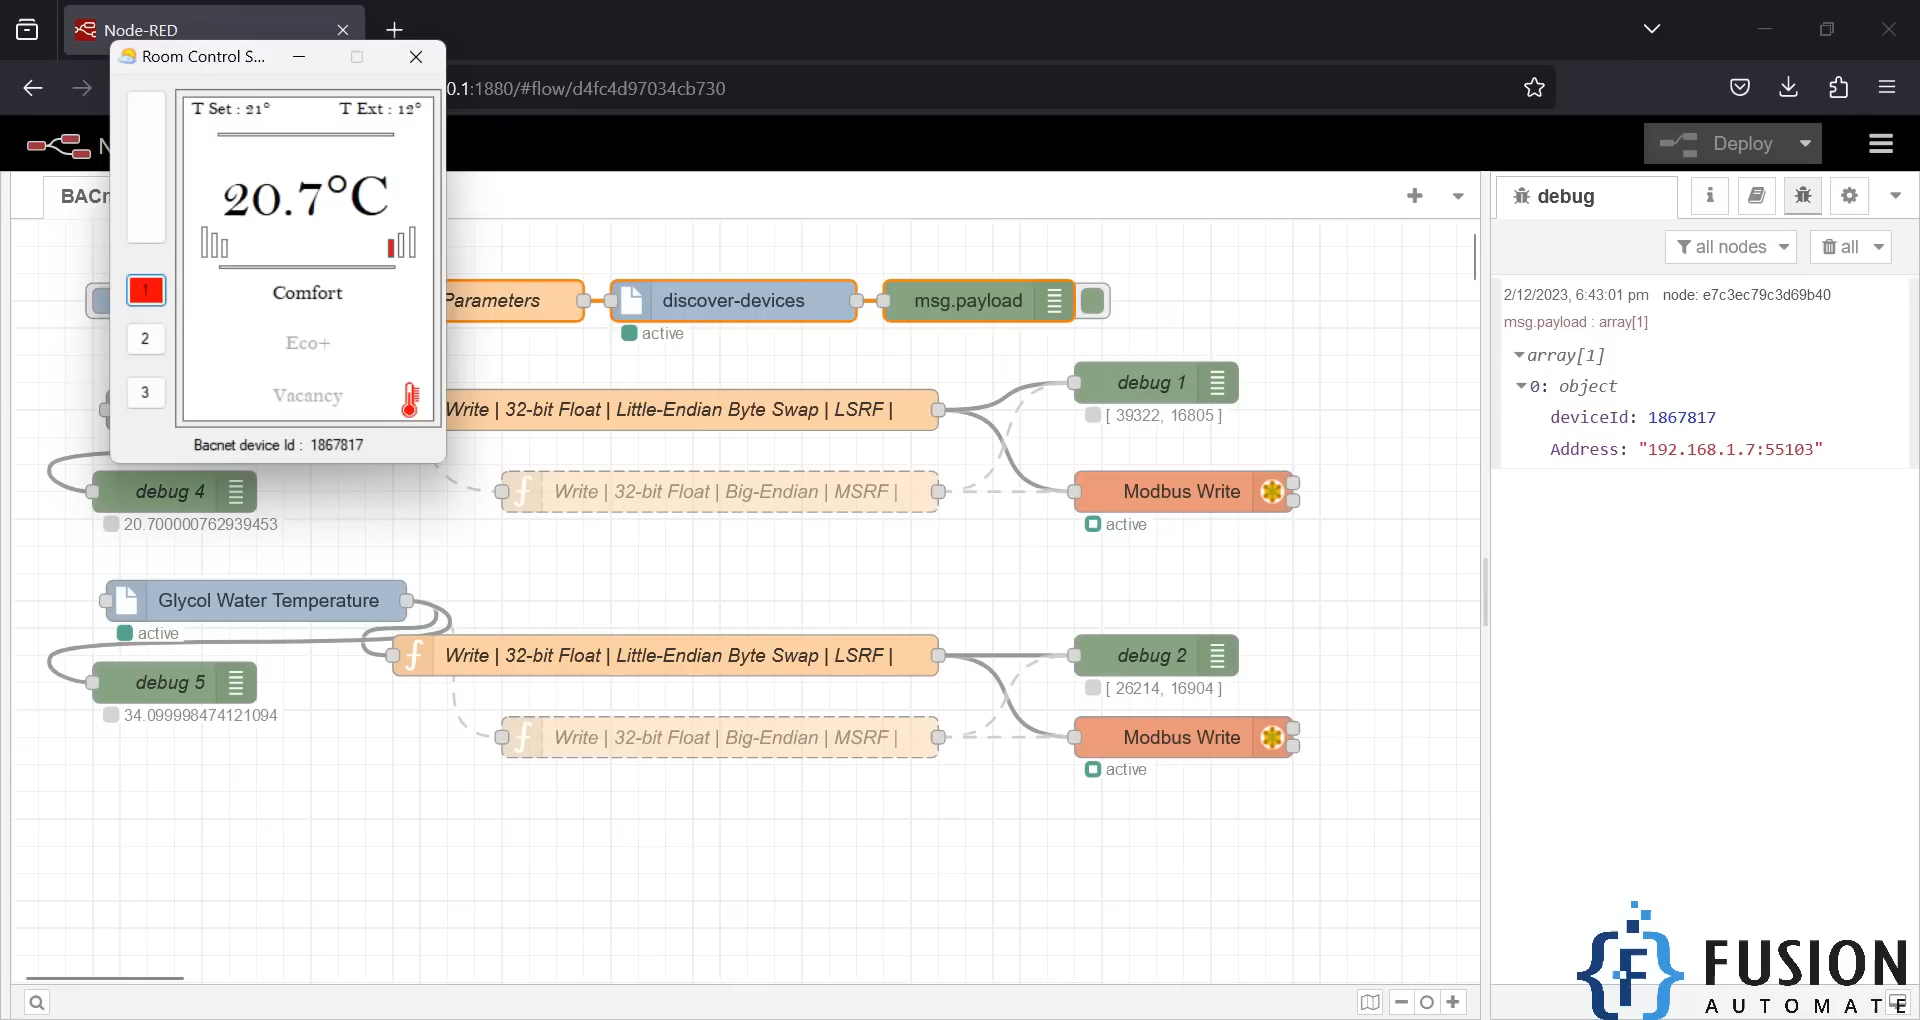 Node-RED
Room Control S...
0.1:1880/#flow/d4fc4d97034cb730
T Set : 21° T Ext : 12°
20.7°C
1 Comfort
2 Eco+
3 Vacancy
Bacnet device Id : 1867817
N
Deploy
BACn
debug
all nodes
all
Parameters
discover-devices
msg.payload
active
2/12/2023, 6:43:01 pm node: e7c3ec79c3d69b40
msg.payload : array[1]
array[1]
0: object
deviceId: 1867817
Address: "192.168.1.7:55103"
Write | 32-bit Float | Little-Endian Byte Swap | LSRF |
debug 1
[ 39322, 16805 ]
debug 4
20.700000762939453
Write | 32-bit Float | Big-Endian | MSRF |
Modbus Write
active
Glycol Water Temperature
active
Write | 32-bit Float | Little-Endian Byte Swap | LSRF |
debug 2
[ 26214, 16904 ]
debug 5
34.099998474121094
Write | 32-bit Float | Big-Endian | MSRF |
Modbus Write
active
FUSION
AUTOMATE